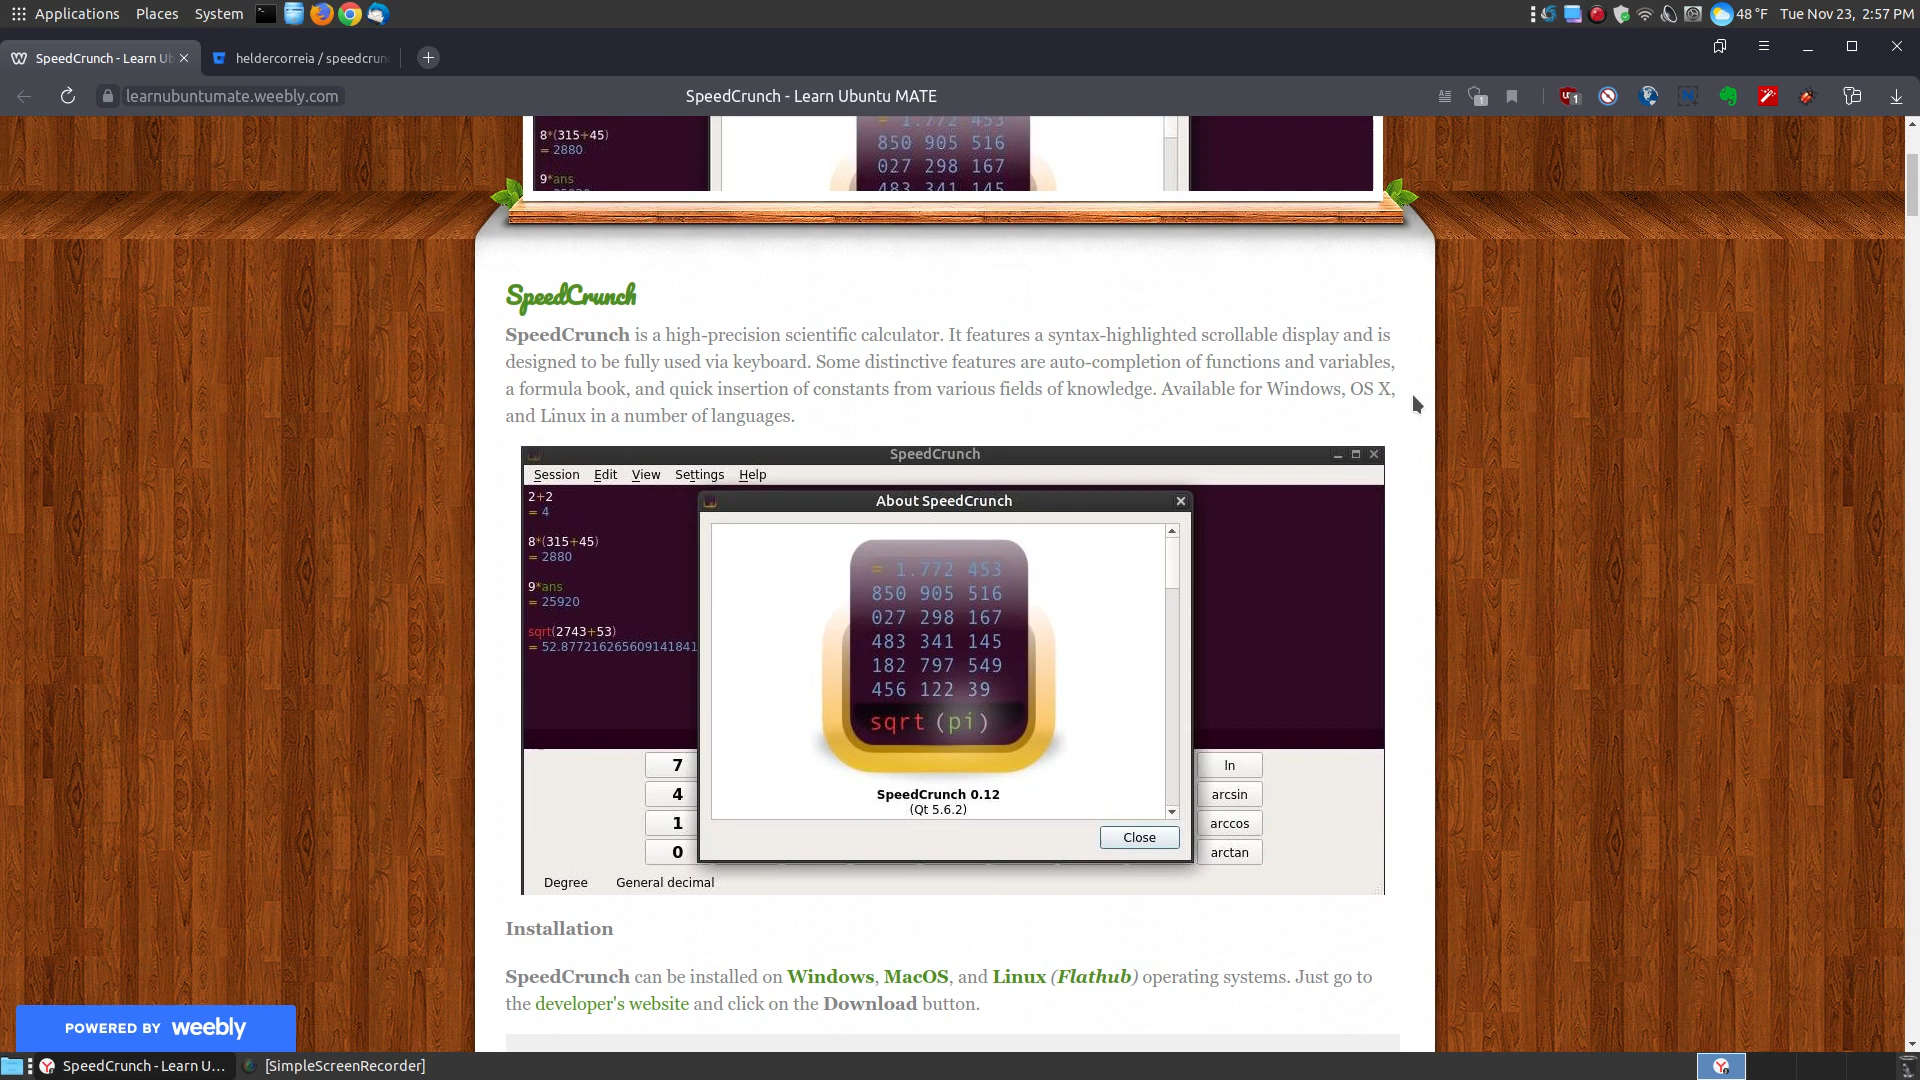 Applications Places System 48 °F Tue Nov 23, 2:57 PM
SpeedCrunch - Learn Ub heldercorreia / speedcrun
learnubuntumate.weebly.com SpeedCrunch - Learn Ubuntu MATE 1 1
8*(315+45)
= 2880
9*ans
= 1.772 453
850 905 516
027 298 167
483 341 145
SpeedCrunch
SpeedCrunch is a high-precision scientific calculator. It features a syntax-highlighted scrollable display and is
designed to be fully used via keyboard. Some distinctive features are auto-completion of functions and variables,
a formula book, and quick insertion of constants from various fields of knowledge. Available for Windows, OS X,
and Linux in a number of languages.
SpeedCrunch
Session Edit View Settings Help
2+2
= 4
8*(315+45)
= 2880
9*ans
= 25920
sqrt(2743+53)
= 52.877216265609141841
About SpeedCrunch
= 1.772 453
850 905 516
027 298 167
483 341 145
182 797 549
456 122 39
sqrt (pi)
SpeedCrunch 0.12
(Qt 5.6.2)
Close
7 ln
4 arcsin
1 arccos
0 arctan
Degree General decimal
Installation
SpeedCrunch can be installed on Windows, MacOS, and Linux (Flathub) operating systems. Just go to
the developer's website and click on the Download button.
POWERED BY weebly
SpeedCrunch - Learn U... [SimpleScreenRecorder]